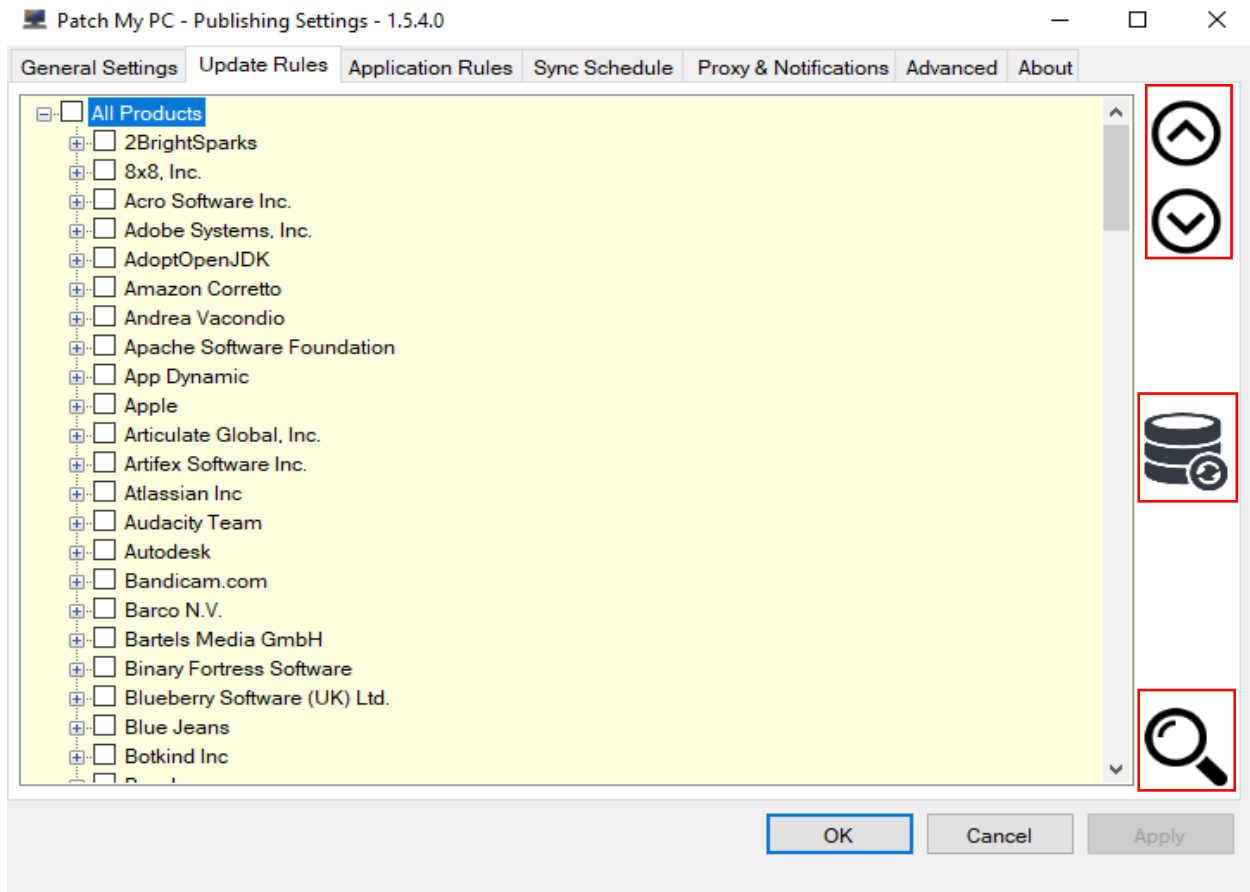 Patch My PC - Publishing Settings - 1.5.4.0
General Settings Update Rules Application Rules Sync Schedule Proxy & Notifications Advanced About
All Products
2BrightSparks
8x8, Inc.
Acro Software Inc.
Adobe Systems, Inc.
AdoptOpenJDK
Amazon Corretto
Andrea Vacondio
Apache Software Foundation
App Dynamic
Apple
Articulate Global, Inc.
Artifex Software Inc.
Atlassian Inc
Audacity Team
Autodesk
Bandicam.com
Barco N.V.
Bartels Media GmbH
Binary Fortress Software
Blueberry Software (UK) Ltd.
Blue Jeans
Botkind Inc
OK Cancel Apply